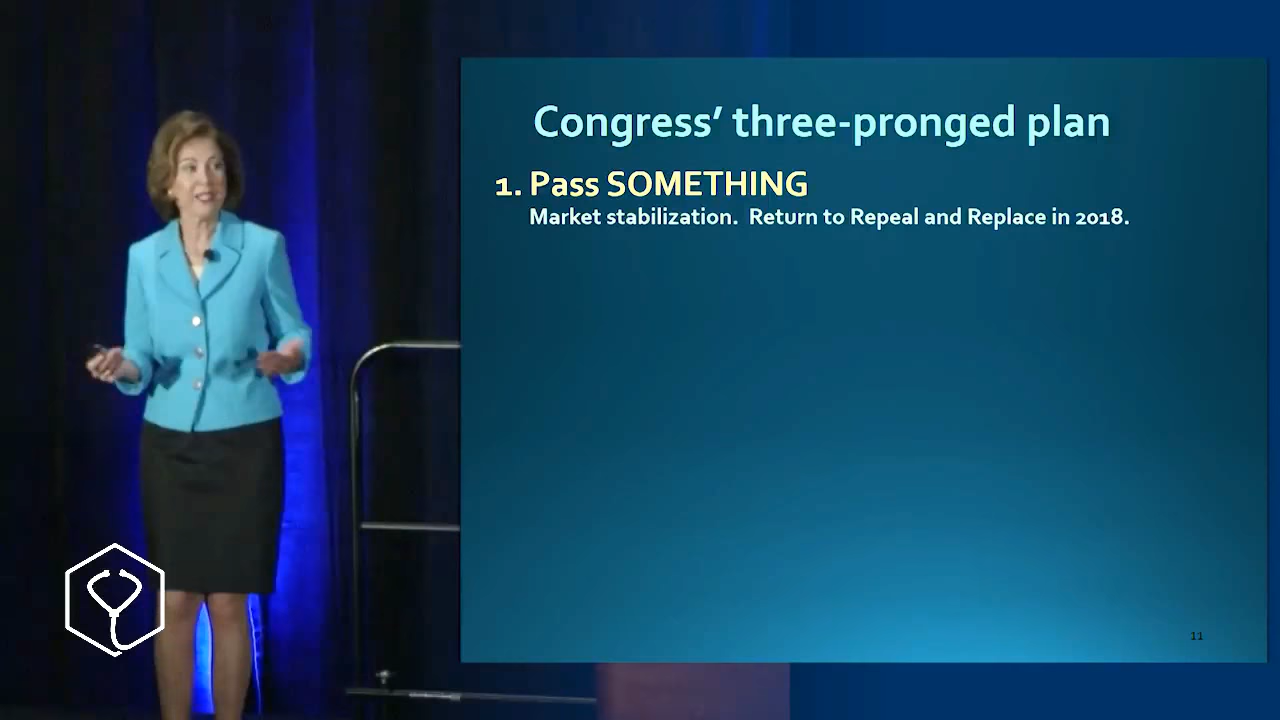 Congress’ three-pronged plan
1. Pass SOMETHING
Market stabilization.  Return to Repeal and Replace in 2018.
11